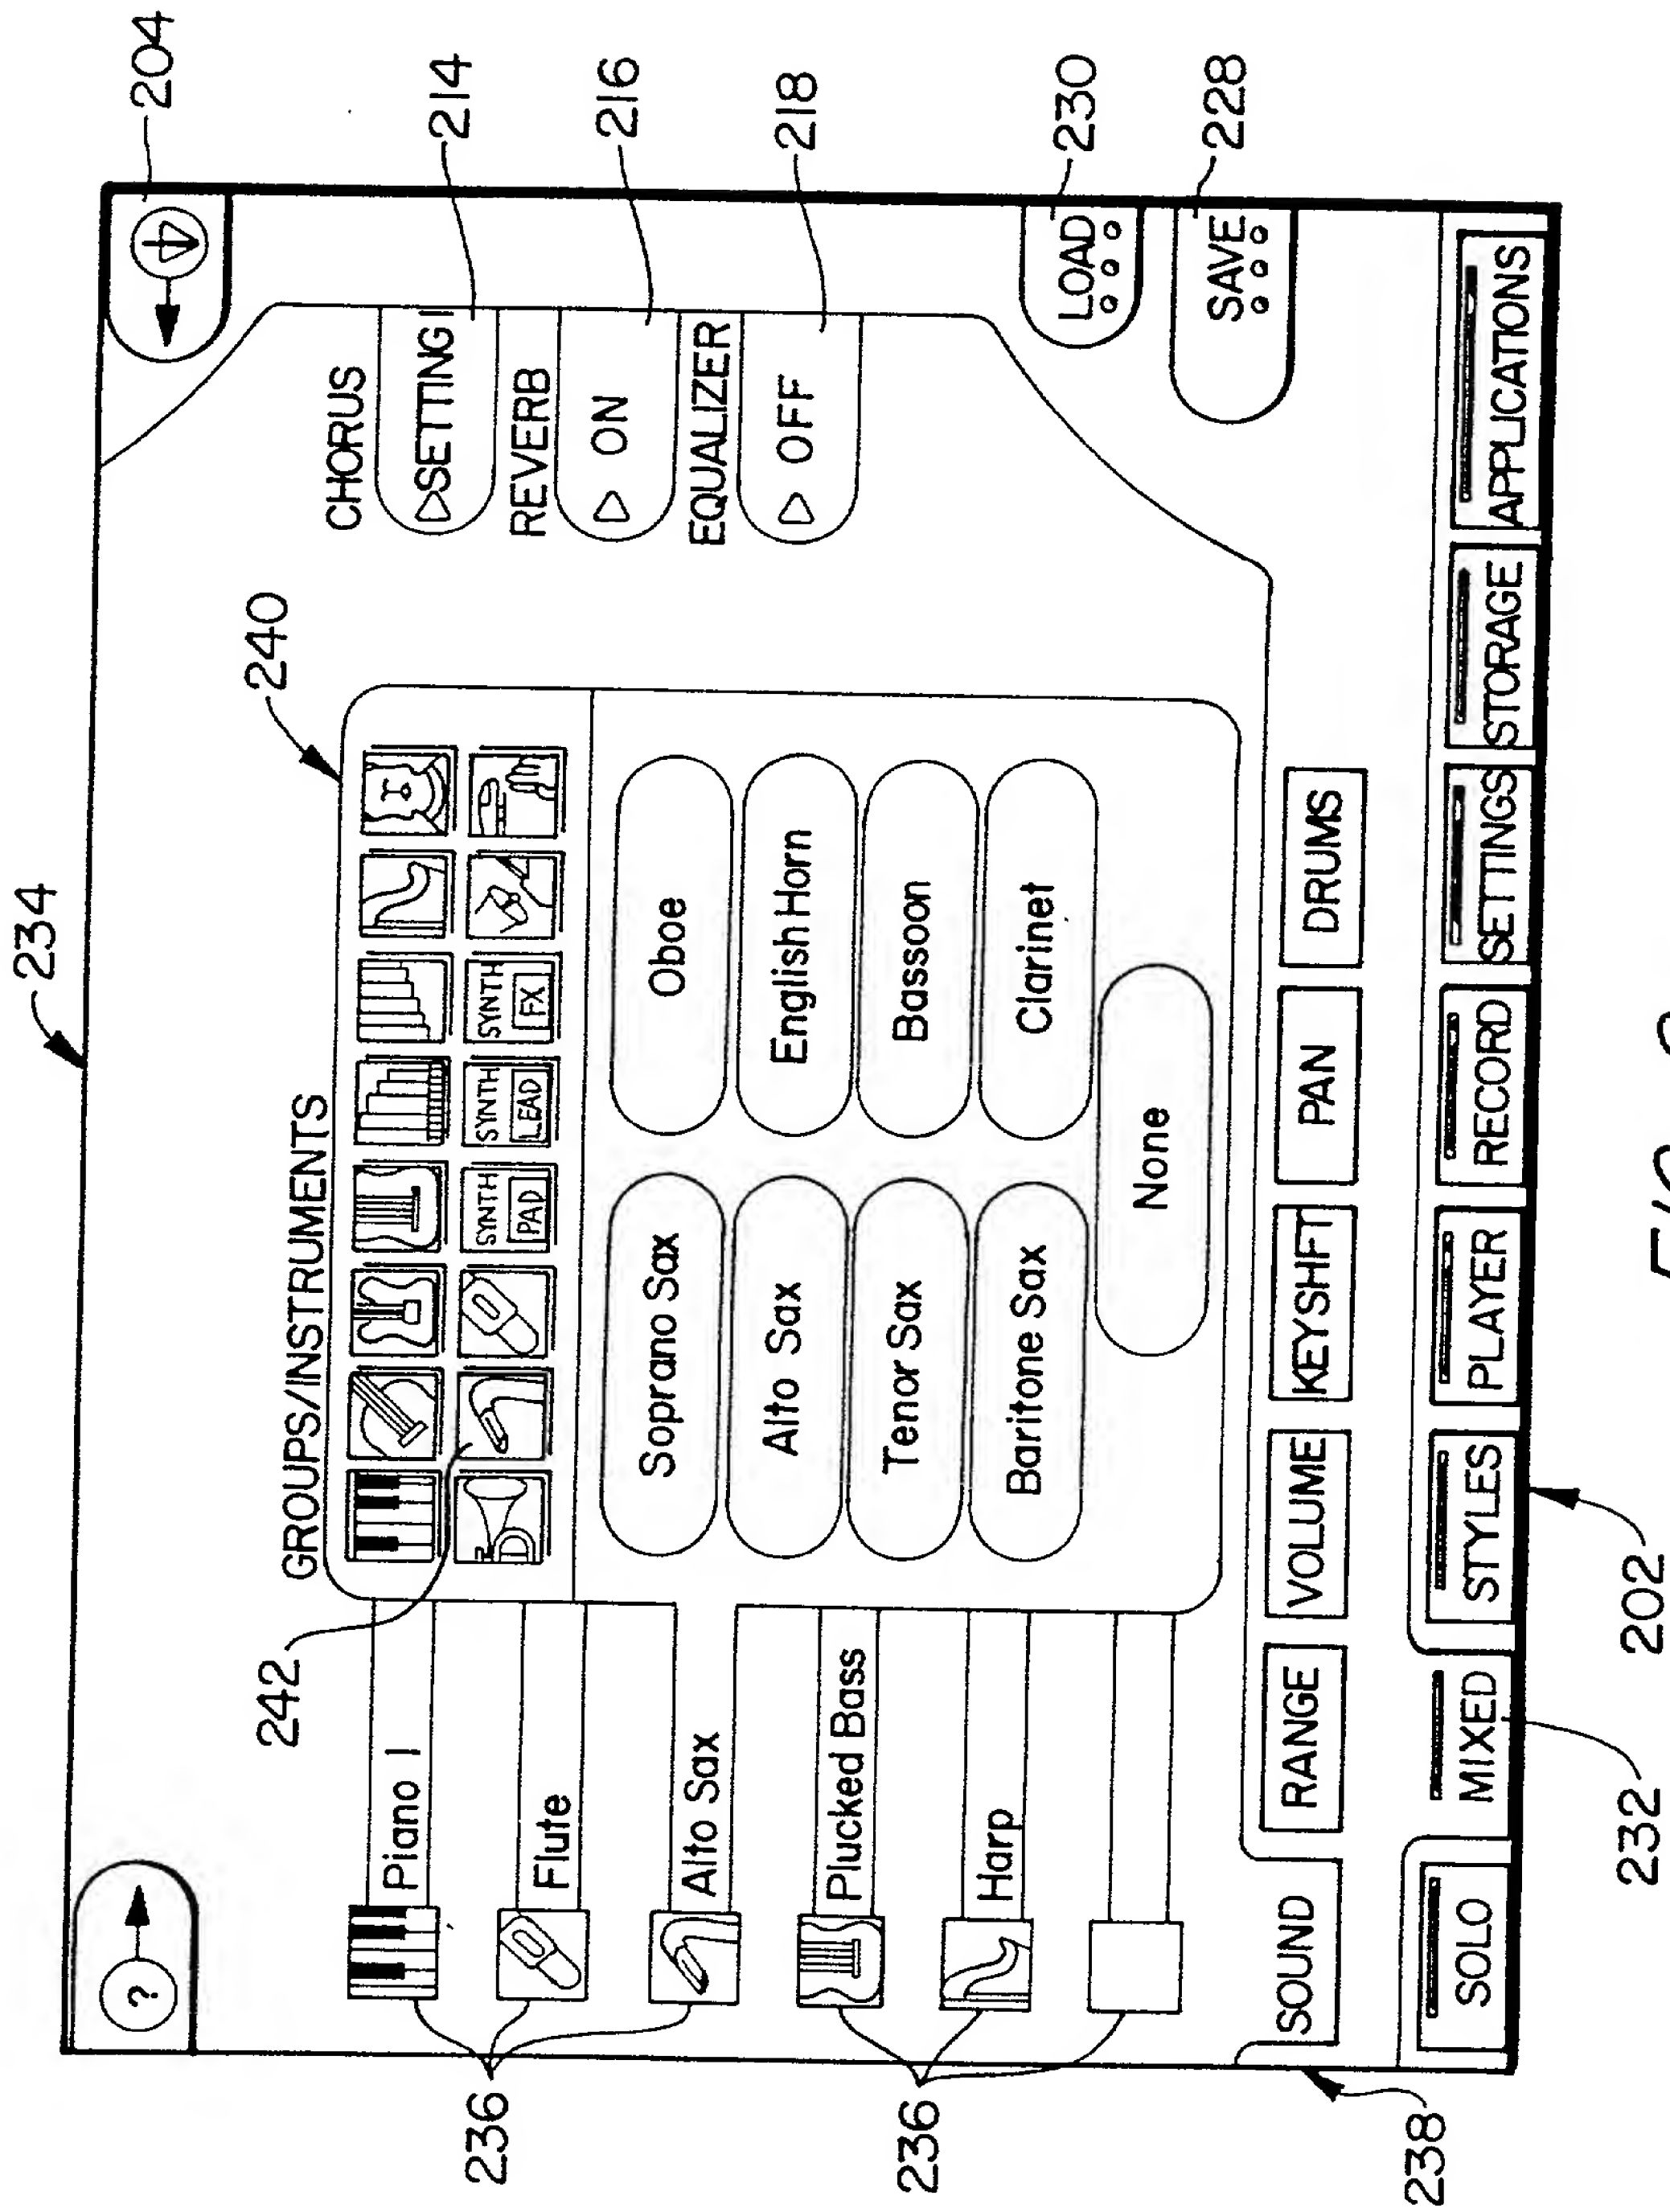 234
204
?
240
GROUPS/INSTRUMENTS
CHORUS
242
Piano 1
▷SETTING 1
214
SYNTH PAD
SYNTH LEAD
SYNTH FX
REVERB
236
Flute
▷ ON
216
Soprano Sax
Oboe
EQUALIZER
Alto Sax
Alto Sax
English Horn
▷ OFF
218
Plucked Bass
Tenor Sax
Bassoon
236
Harp
Baritone Sax
Clarinet
LOAD
230
None
SAVE
228
SOUND
RANGE
VOLUME
KEYSHFT
PAN
DRUMS
238
SOLO
MIXED
STYLES
PLAYER
RECORD
SETTINGS
STORAGE
APPLICATIONS
232
202